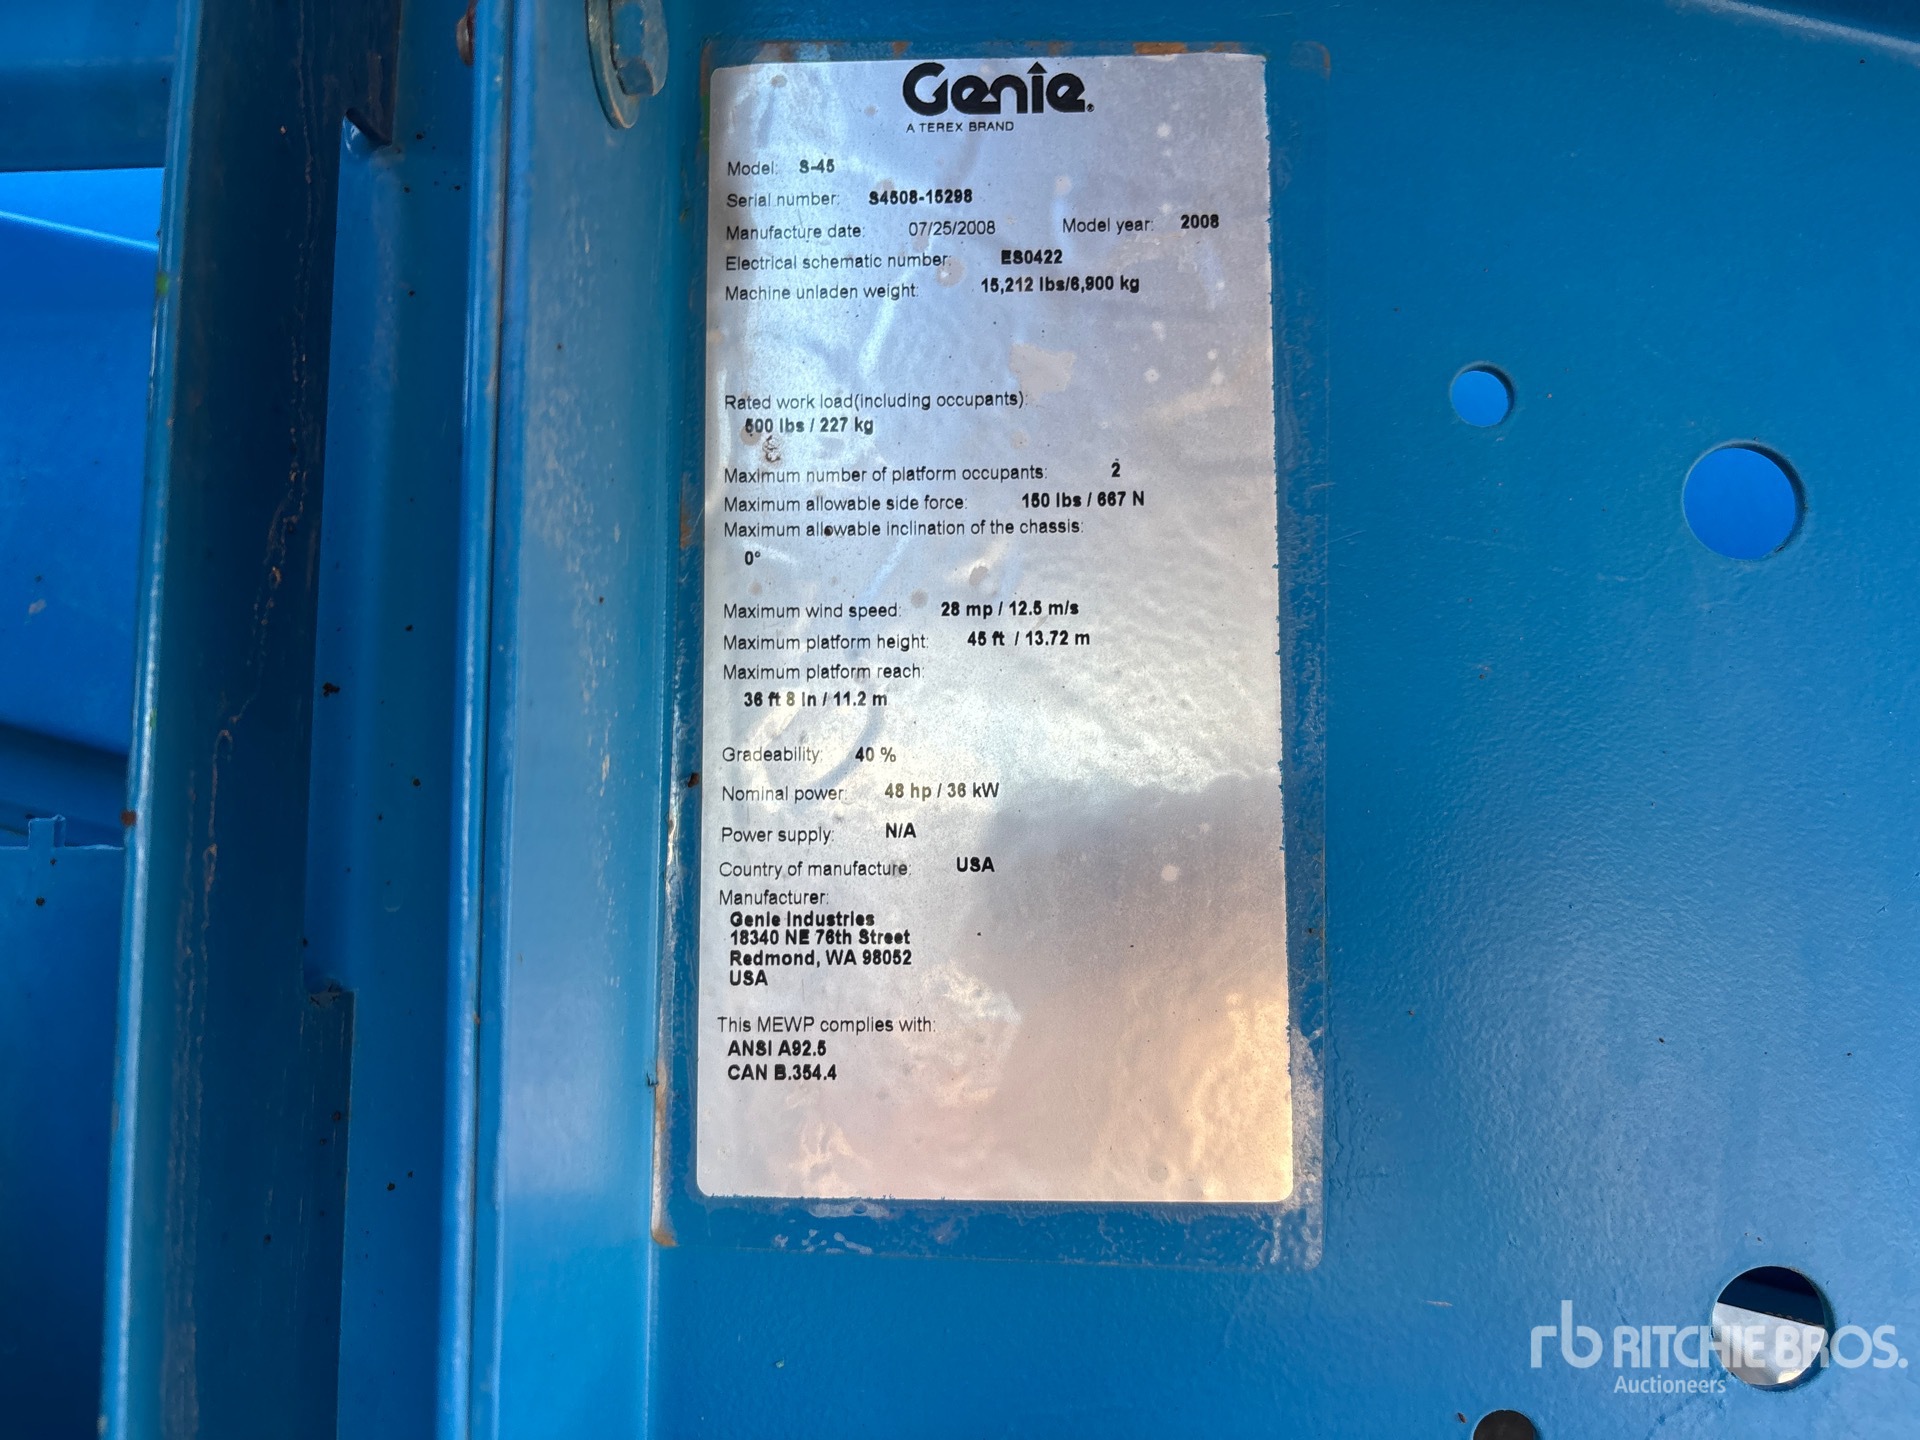 Genie®
A TEREX BRAND
Model: S-45
Serial number: S4508-15298
Manufacture date: 07/25/2008 Model year: 2008
Electrical schematic number: ES0422
Machine unladen weight: 15,212 lbs/6,900 kg
Rated work load(including occupants):
500 lbs / 227 kg
Maximum number of platform occupants: 2
Maximum allowable side force: 150 lbs / 667 N
Maximum allowable inclination of the chassis:
0°
Maximum wind speed: 28 mp / 12.5 m/s
Maximum platform height: 45 ft / 13.72 m
Maximum platform reach:
36 ft 8 in / 11.2 m
Gradeability: 40 %
Nominal power: 48 hp / 36 kW
Power supply: N/A
Country of manufacture: USA
Manufacturer:
Genie Industries
18340 NE 76th Street
Redmond, WA 98052
USA
This MEWP complies with:
ANSI A92.5
CAN B.354.4
rb RITCHIE BROS.
Auctioneers